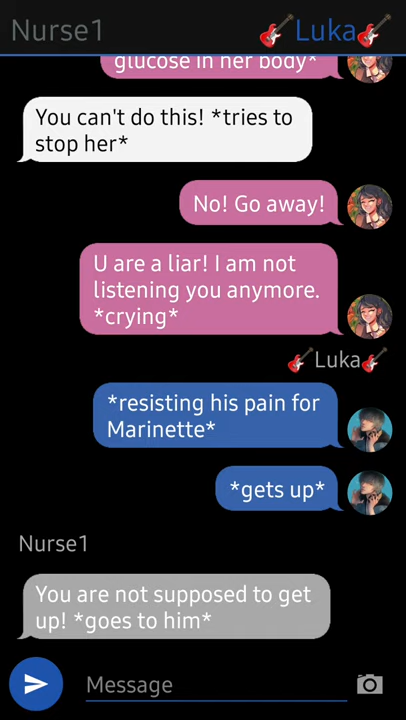 Nurse1
🎸Luka🎸
glucose in her body*
You can't do this! *tries to
stop her*
No! Go away!
U are a liar! I am not
listening you anymore.
*crying*
🎸Luka🎸
*resisting his pain for
Marinette*
*gets up*
Nurse1
You are not supposed to get
up! *goes to him*
Message